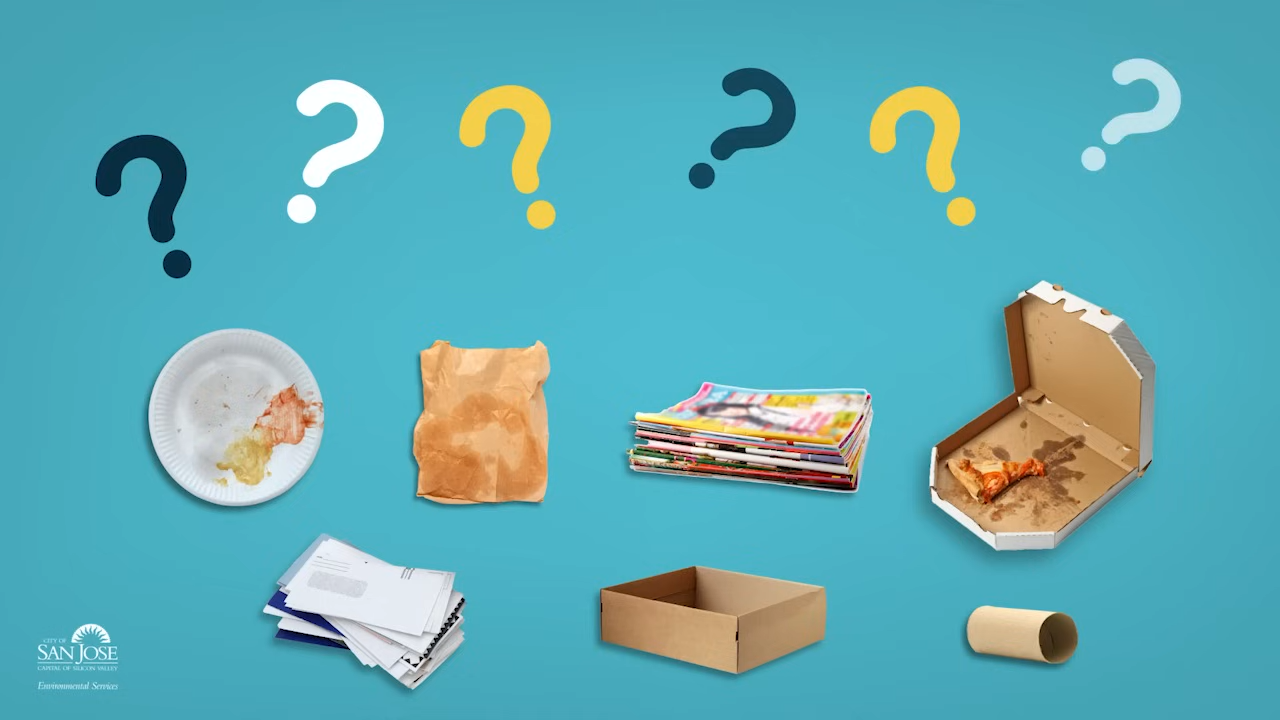 CITY OF
SAN JOSE
CAPITAL OF SILICON VALLEY
Environmental Services